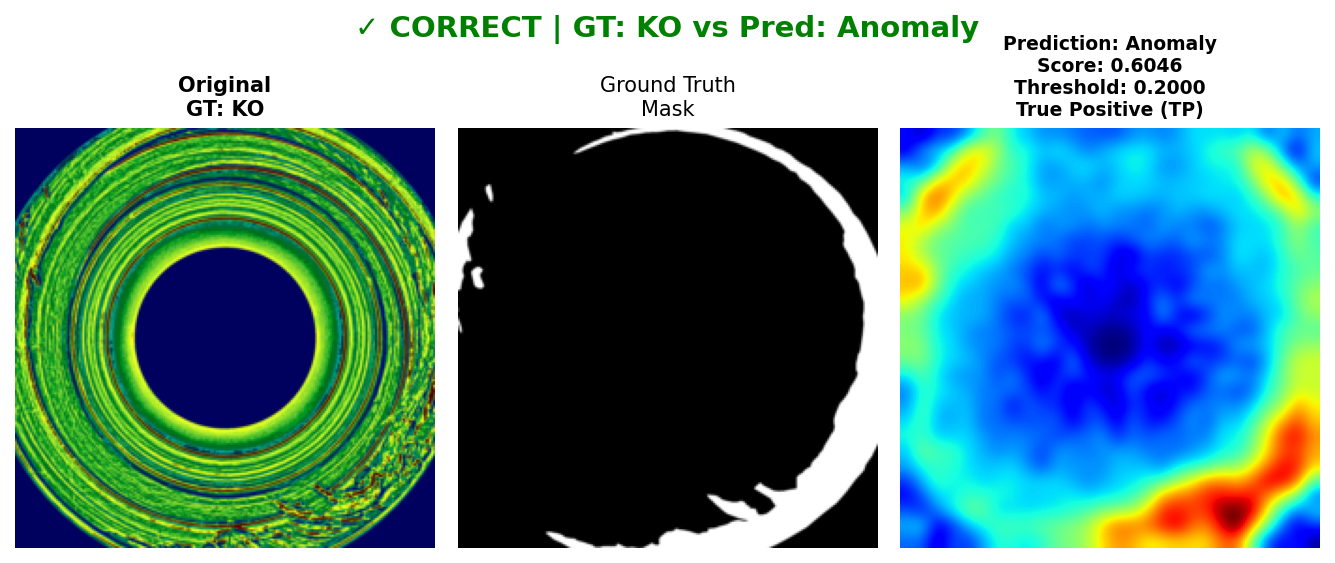 ✓ CORRECT | GT: KO vs Pred: Anomaly
Original
GT: KO
Ground Truth
Mask
Prediction: Anomaly
Score: 0.6046
Threshold: 0.2000
True Positive (TP)